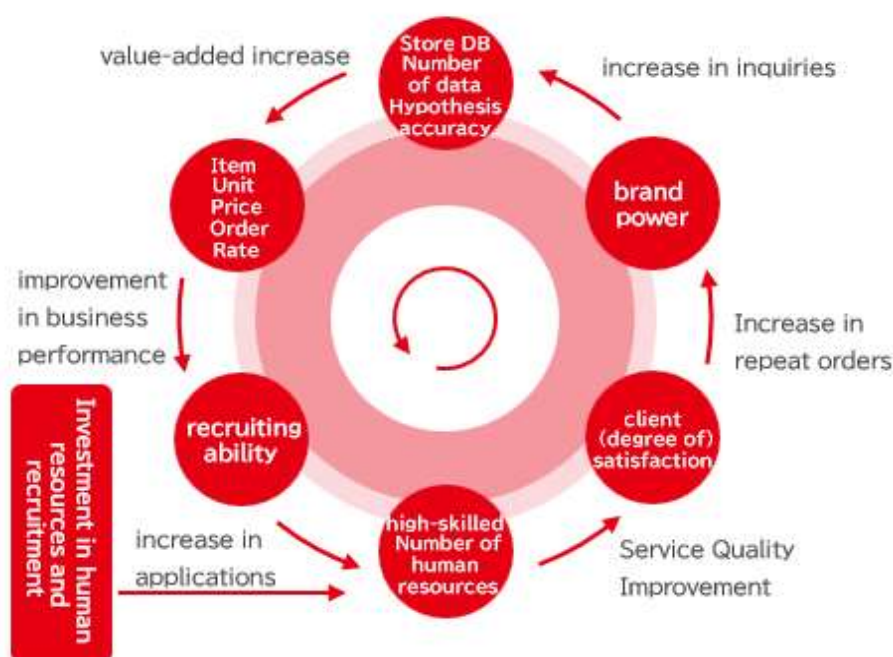 Store DB
Number
of data
Hypothesis
accuracy
value-added increase
increase in inquiries
Item
Unit
Price
Order
Rate
brand
power
improvement
in business
performance
Increase in
repeat orders
recruiting
ability
client
(degree of)
satisfaction
Investment in human
resources and
recruitment
high-skilled
Number of
human
resources
increase in
applications
Service Quality
Improvement